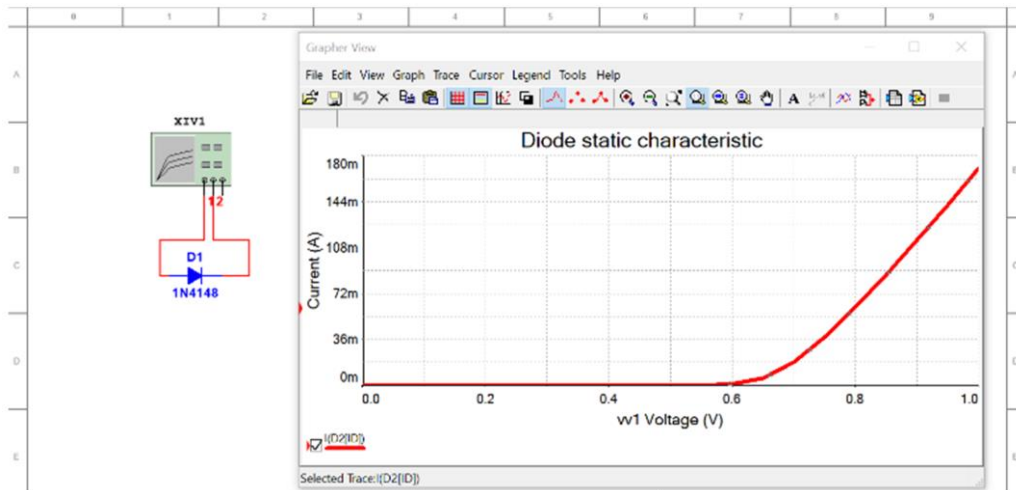 0 1 2 3 4 5 6 7 8 9
Grapher View
File Edit View Graph Trace Cursor Legend Tools Help
A
A
XIV1
Diode static characteristic
B
B
180m
144m
12
108m
C
C
D1
Current (A)
1N4148
72m
36m
D
D
0m
0.0 0.2 0.4 0.6 0.8 1.0
vv1 Voltage (V)
I(D2[ID])
E
E
Selected Trace:I(D2[ID])